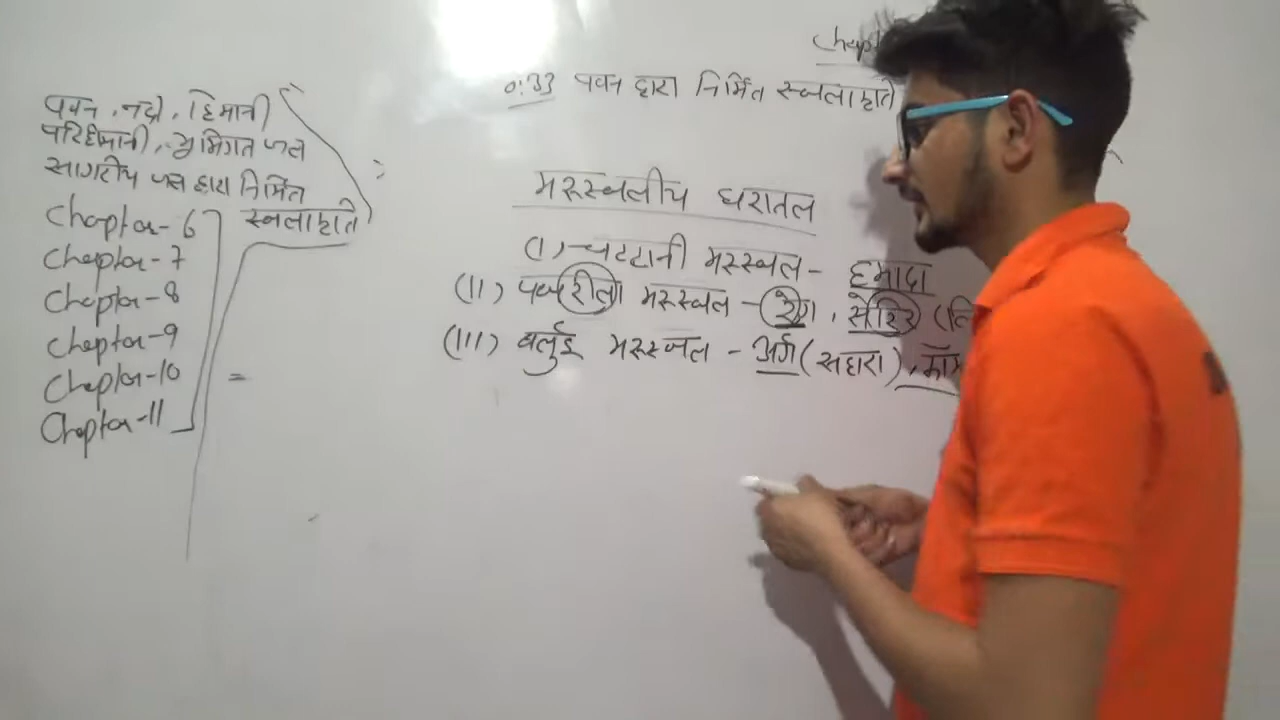 पवन, नदी, हिमानी
परिहिमानी, भूमिगत जल
सागरीय जल द्वारा निर्मित
स्थलाकृति
Chapter-6
Chapter-7
Chapter-8
Chapter-9
Chapter-10
=
Chapter-11
Chapt
0:33 पवन द्वारा निर्मित स्थलाकृति
मरुस्थलीय धरातल
(I) चट्टानी मरुस्थल - हमादा
(II) पथरीला मरुस्थल - रेग, सेरिर (लि
(III) बलुई मरुस्थल - अर्ग (सहारा), कॉम